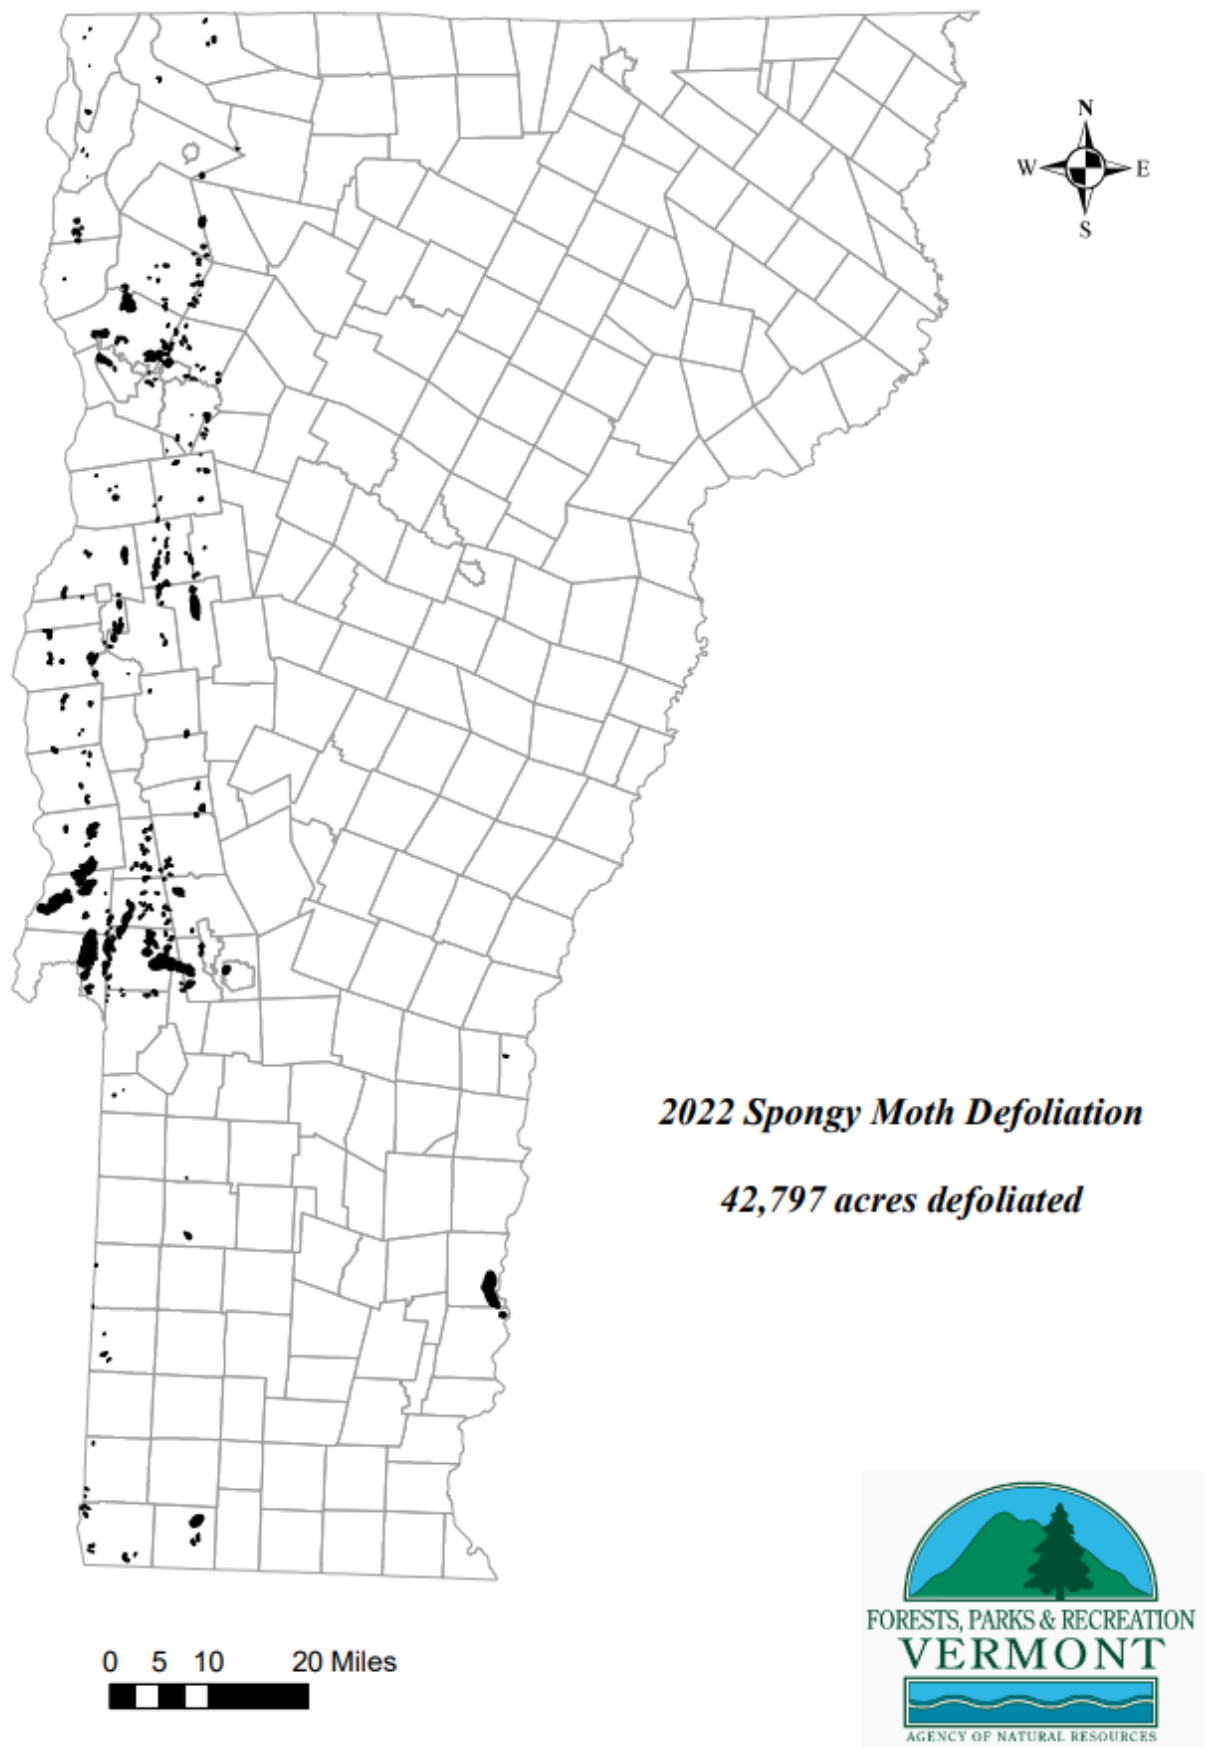 N
W E
S
2022 Spongy Moth Defoliation
42,797 acres defoliated
0 5 10 20 Miles
FORESTS, PARKS & RECREATION
VERMONT
AGENCY OF NATURAL RESOURCES